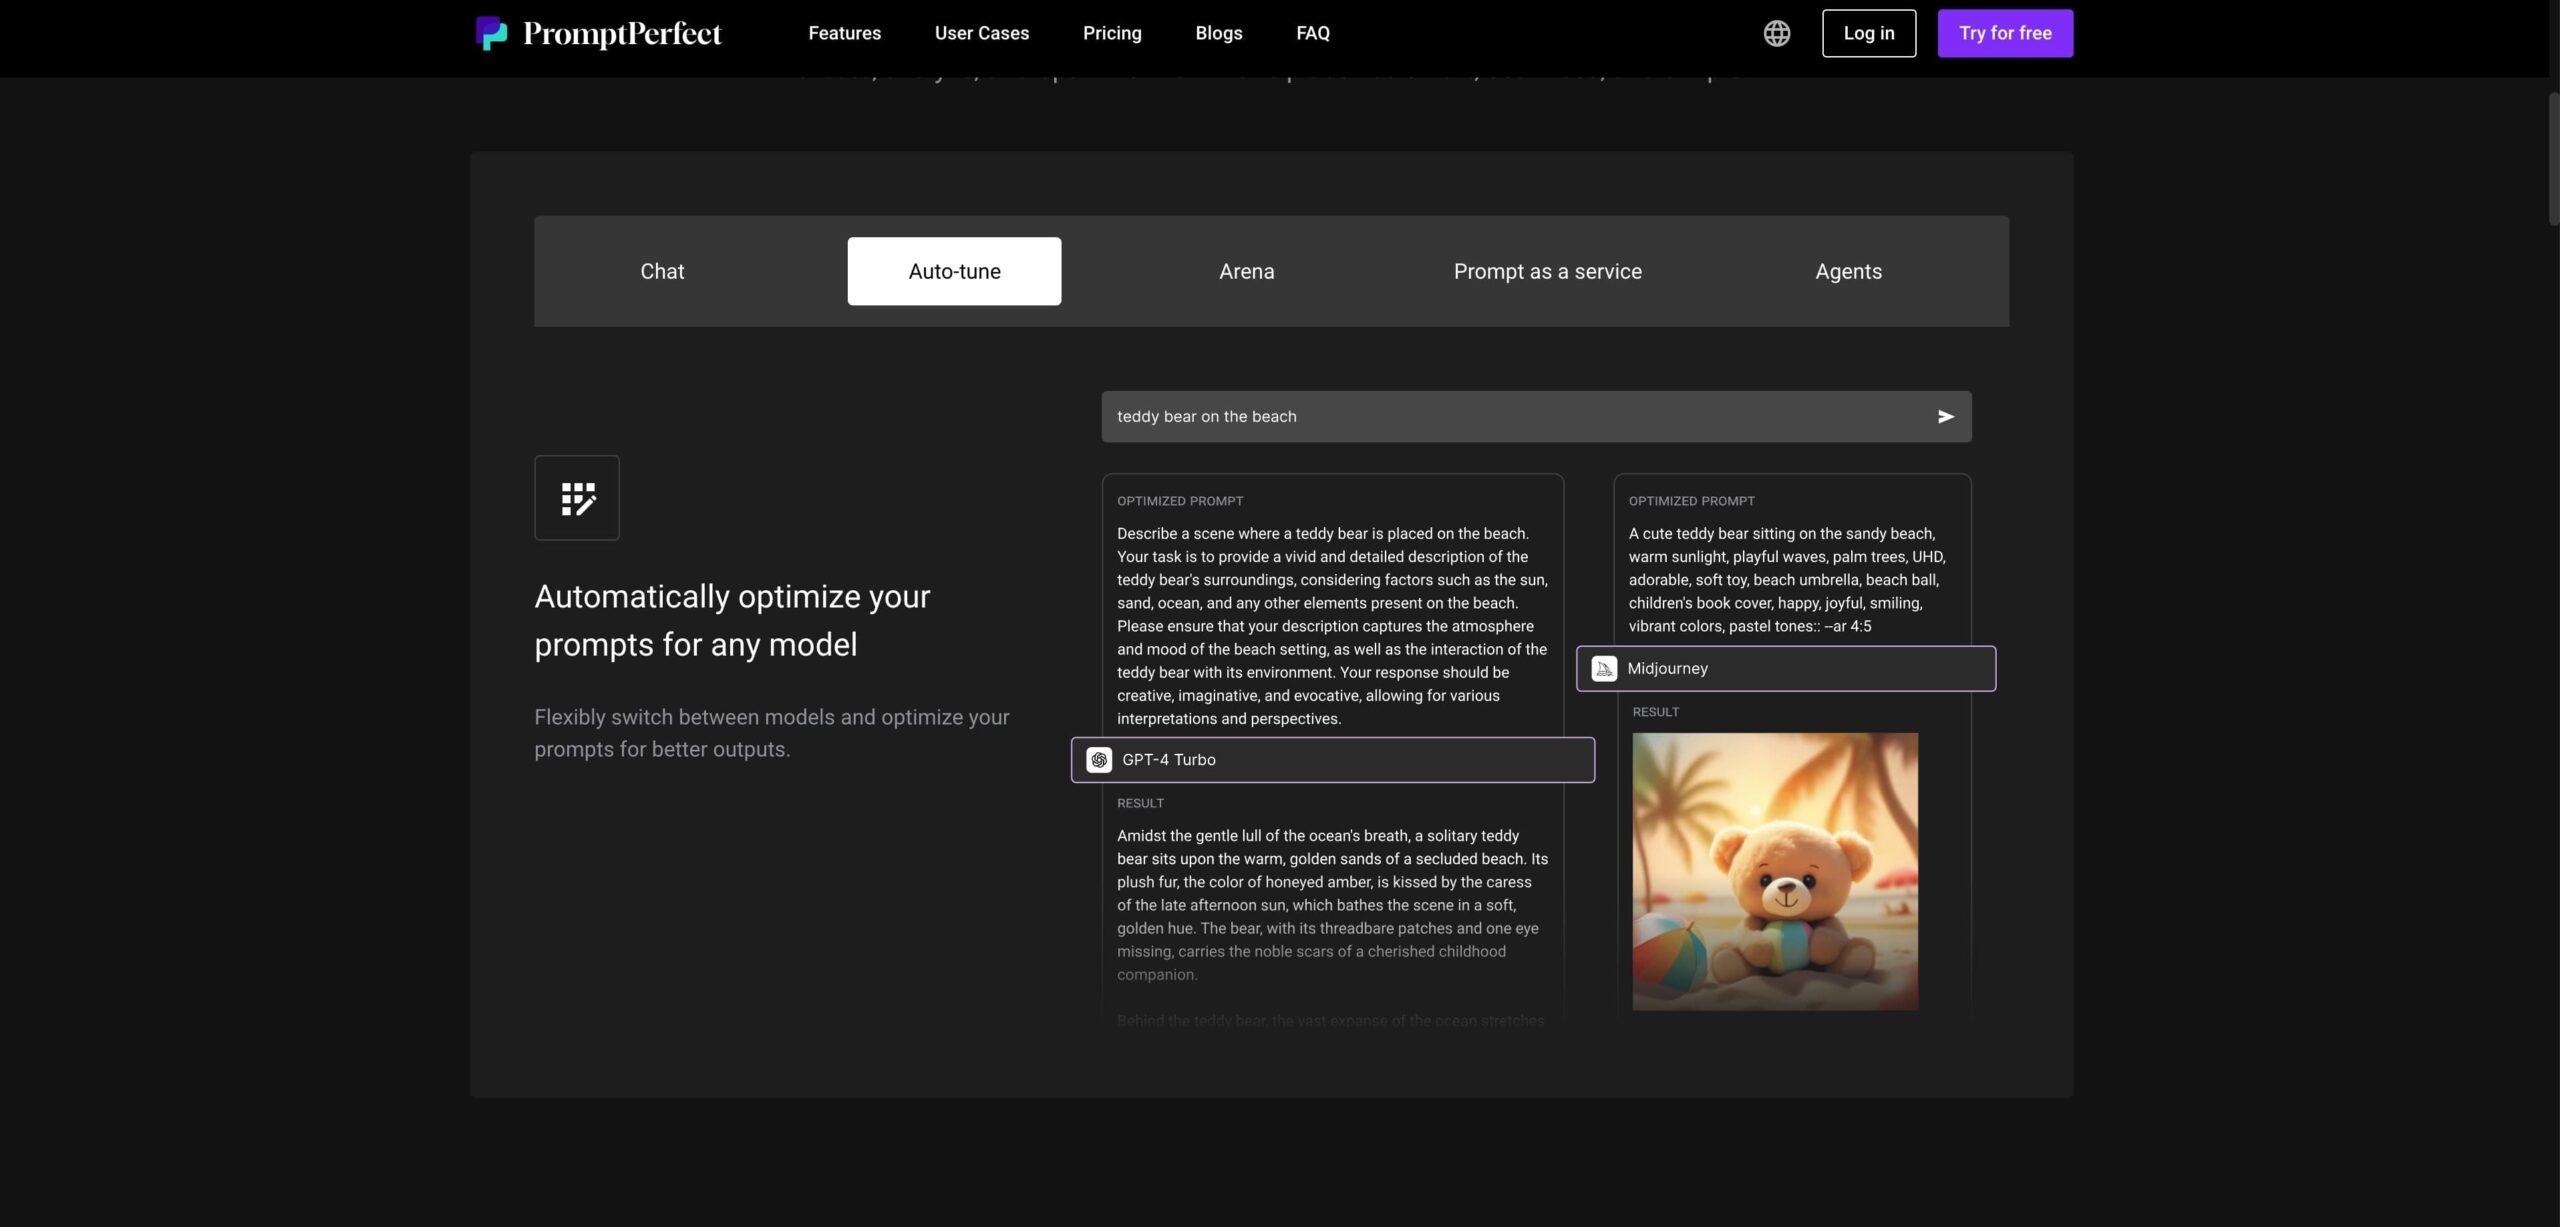 PromptPerfect
Features
User Cases
Pricing
Blogs
FAQ
Log in
Try for free
Chat
Auto-tune
Arena
Prompt as a service
Agents
Automatically optimize your
prompts for any model
Flexibly switch between models and optimize your
prompts for better outputs.
teddy bear on the beach
OPTIMIZED PROMPT
Describe a scene where a teddy bear is placed on the beach.
Your task is to provide a vivid and detailed description of the
teddy bear's surroundings, considering factors such as the sun,
sand, ocean, and any other elements present on the beach.
Please ensure that your description captures the atmosphere
and mood of the beach setting, as well as the interaction of the
teddy bear with its environment. Your response should be
creative, imaginative, and evocative, allowing for various
interpretations and perspectives.
GPT-4 Turbo
RESULT
Amidst the gentle lull of the ocean's breath, a solitary teddy
bear sits upon the warm, golden sands of a secluded beach. Its
plush fur, the color of honeyed amber, is kissed by the caress
of the late afternoon sun, which bathes the scene in a soft,
golden hue. The bear, with its threadbare patches and one eye
missing, carries the noble scars of a cherished childhood
companion.
Behind the teddy bear, the vast expanse of the ocean stretches
OPTIMIZED PROMPT
A cute teddy bear sitting on the sandy beach,
warm sunlight, playful waves, palm trees, UHD,
adorable, soft toy, beach umbrella, beach ball,
children's book cover, happy, joyful, smiling,
vibrant colors, pastel tones:: --ar 4:5
Midjourney
RESULT